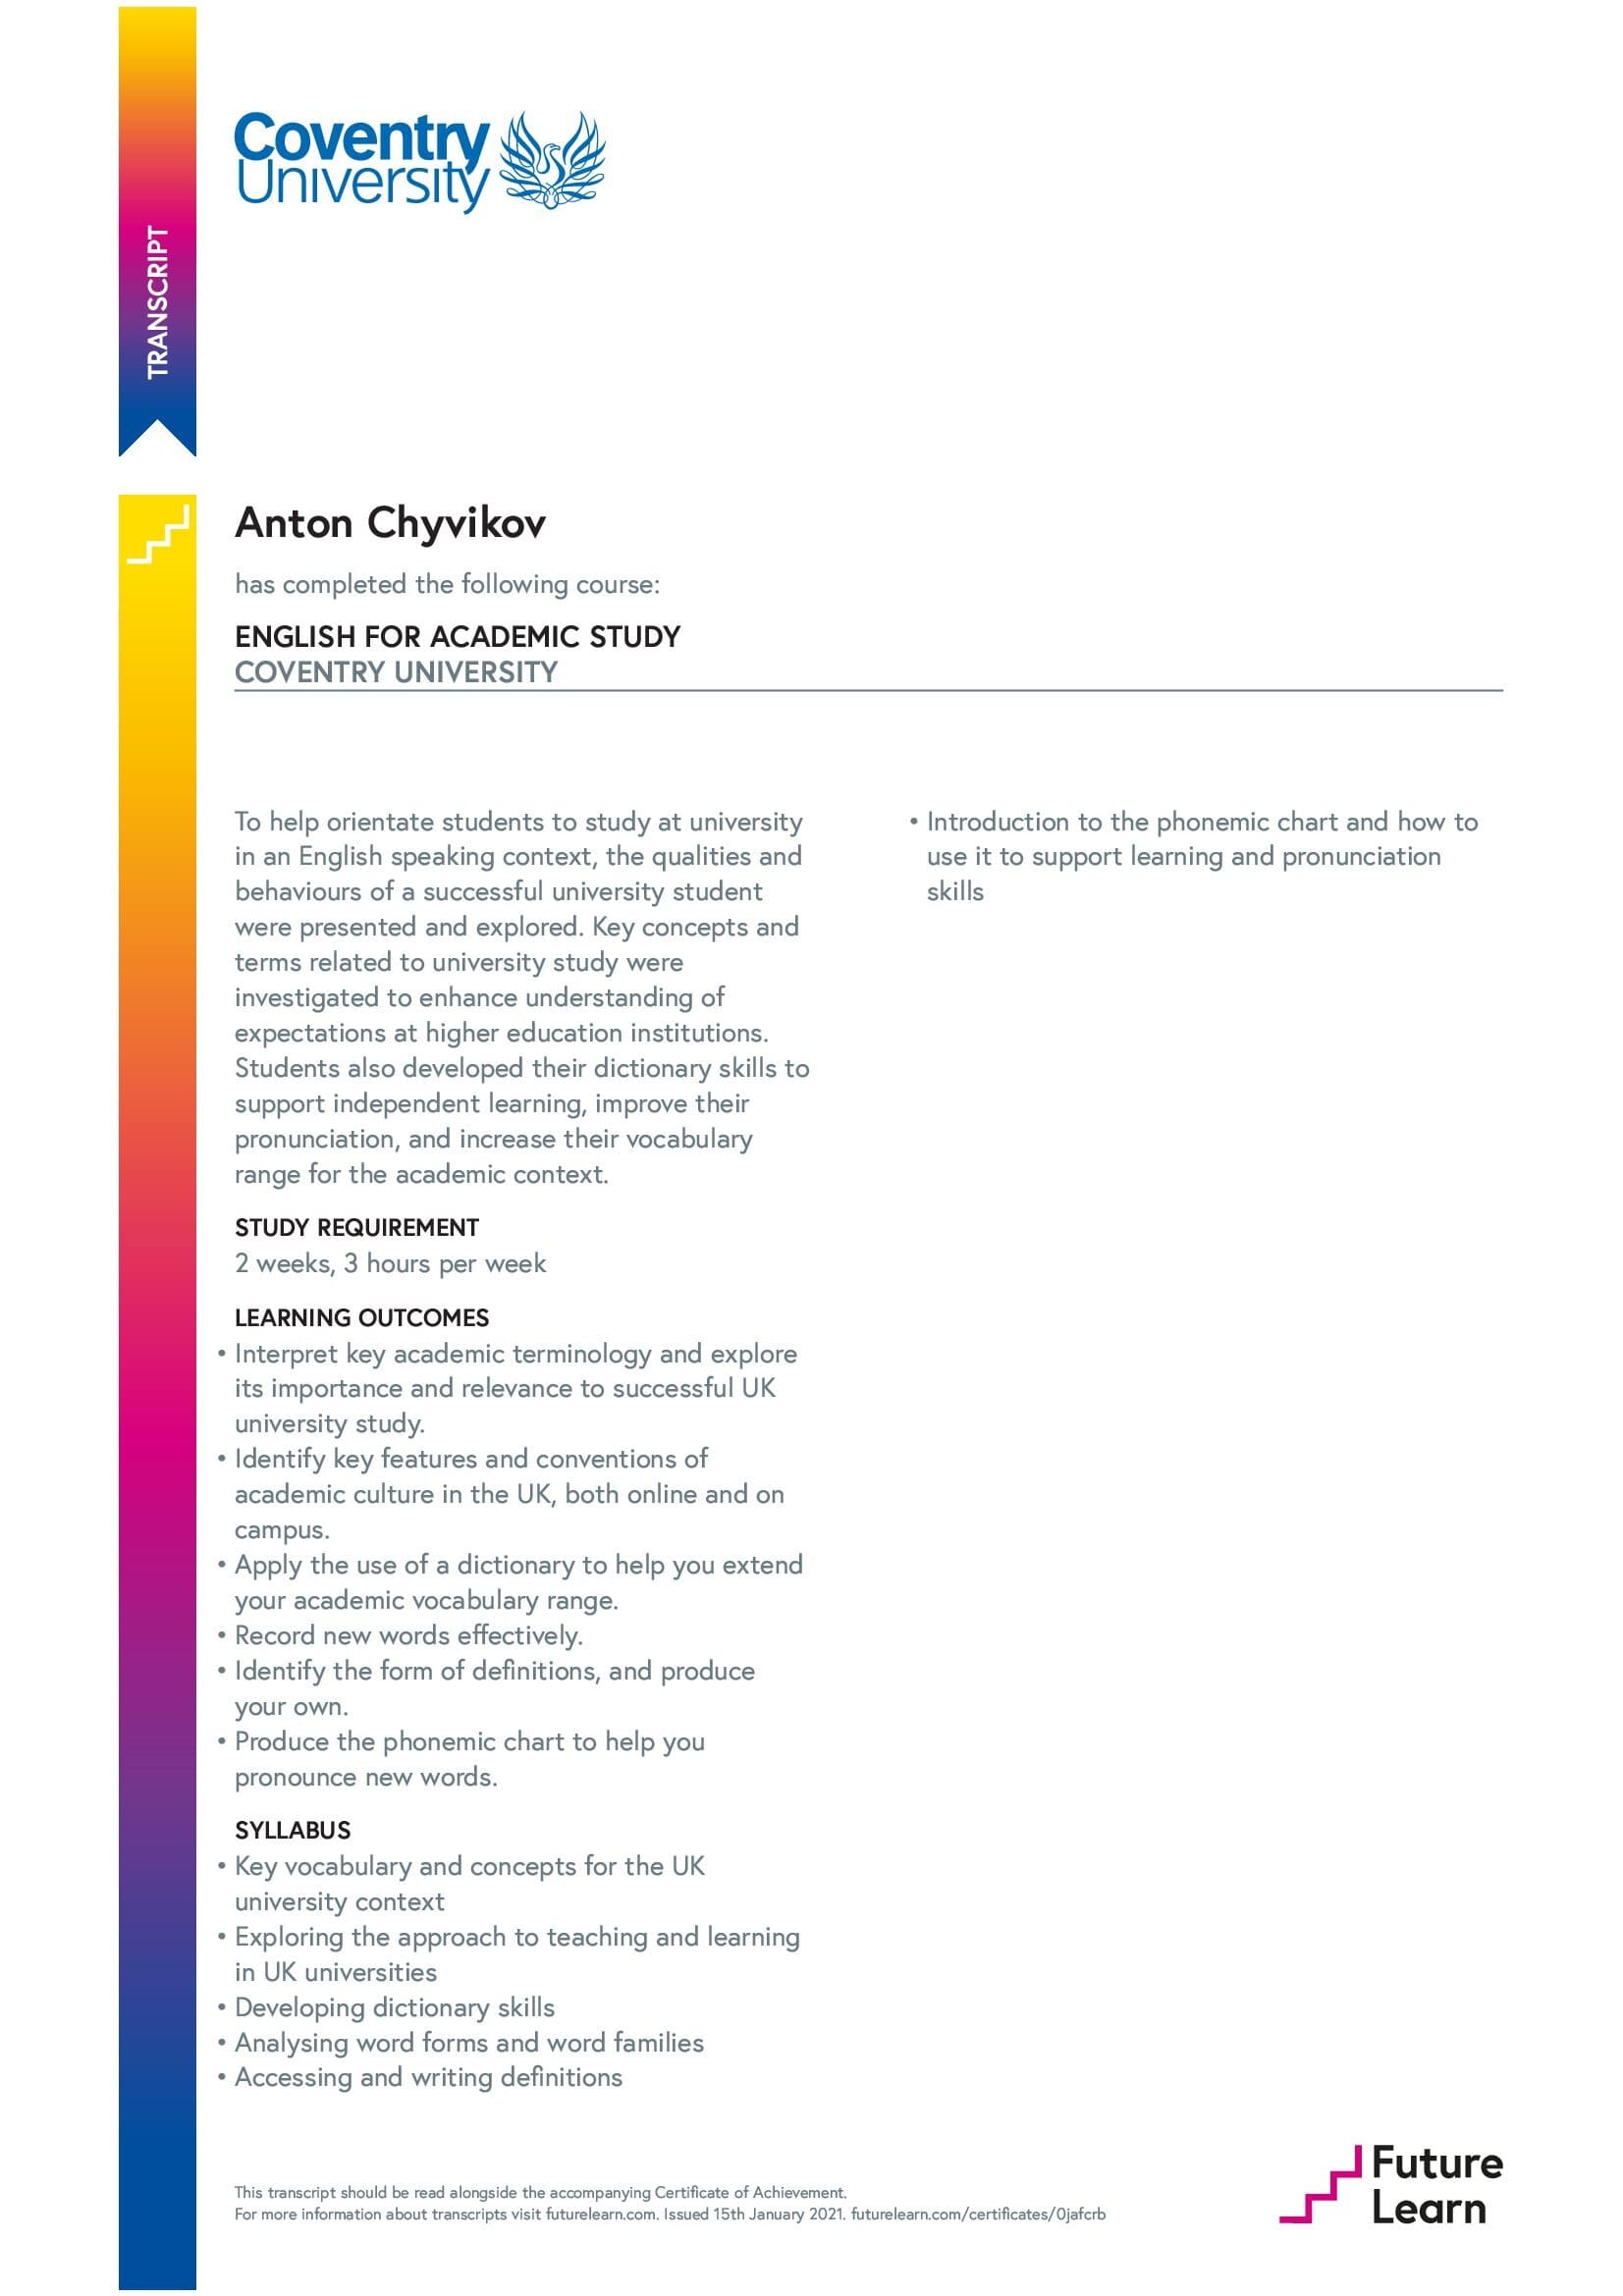 Coventry
University
TRANSCRIPT
Anton Chyvikov
has completed the following course:
ENGLISH FOR ACADEMIC STUDY
COVENTRY UNIVERSITY
To help orientate students to study at university
in an English speaking context, the qualities and
behaviours of a successful university student
were presented and explored. Key concepts and
terms related to university study were
investigated to enhance understanding of
expectations at higher education institutions.
Students also developed their dictionary skills to
support independent learning, improve their
pronunciation, and increase their vocabulary
range for the academic context.
STUDY REQUIREMENT
2 weeks, 3 hours per week
LEARNING OUTCOMES
• Interpret key academic terminology and explore
its importance and relevance to successful UK
university study.
• Identify key features and conventions of
academic culture in the UK, both online and on
campus.
• Apply the use of a dictionary to help you extend
your academic vocabulary range.
• Record new words effectively.
• Identify the form of definitions, and produce
your own.
• Produce the phonemic chart to help you
pronounce new words.
SYLLABUS
• Key vocabulary and concepts for the UK
university context
• Exploring the approach to teaching and learning
in UK universities
• Developing dictionary skills
• Analysing word forms and word families
• Accessing and writing definitions
• Introduction to the phonemic chart and how to
use it to support learning and pronunciation
skills
This transcript should be read alongside the accompanying Certificate of Achievement.
For more information about transcripts visit futurelearn.com. Issued 15th January 2021. futurelearn.com/certificates/0jafcrb
Future
Learn